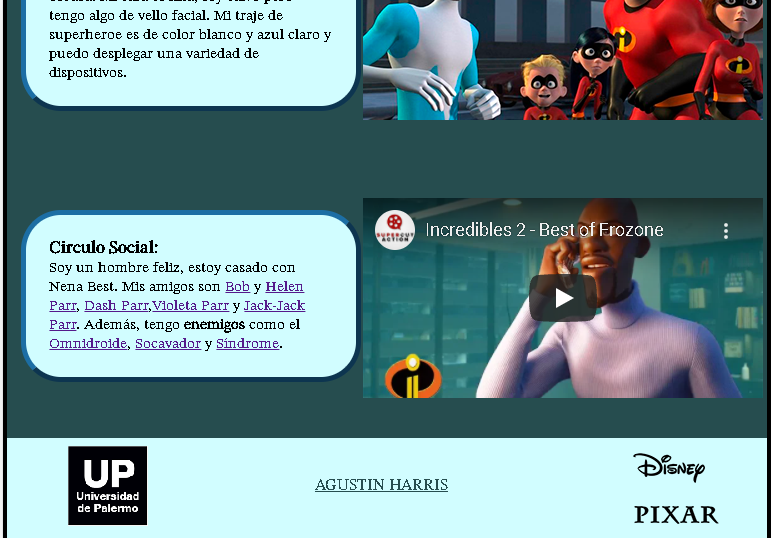 tengo algo de vello facial. Mi traje de
superheroe es de color blanco y azul claro y
puedo desplegar una variedad de
dispositivos.
Circulo Social:
Soy un hombre feliz, estoy casado con
Nena Best. Mis amigos son Bob y Helen
Parr, Dash Parr,Violeta Parr y Jack-Jack
Parr. Además, tengo enemigos como el
Omnidroide, Socavador y Síndrome.
SUPERCUT
ACTION
Incredibles 2 - Best of Frozone
UP
Universidad
de Palermo
AGUSTIN HARRIS
DISNEY
PIXAR